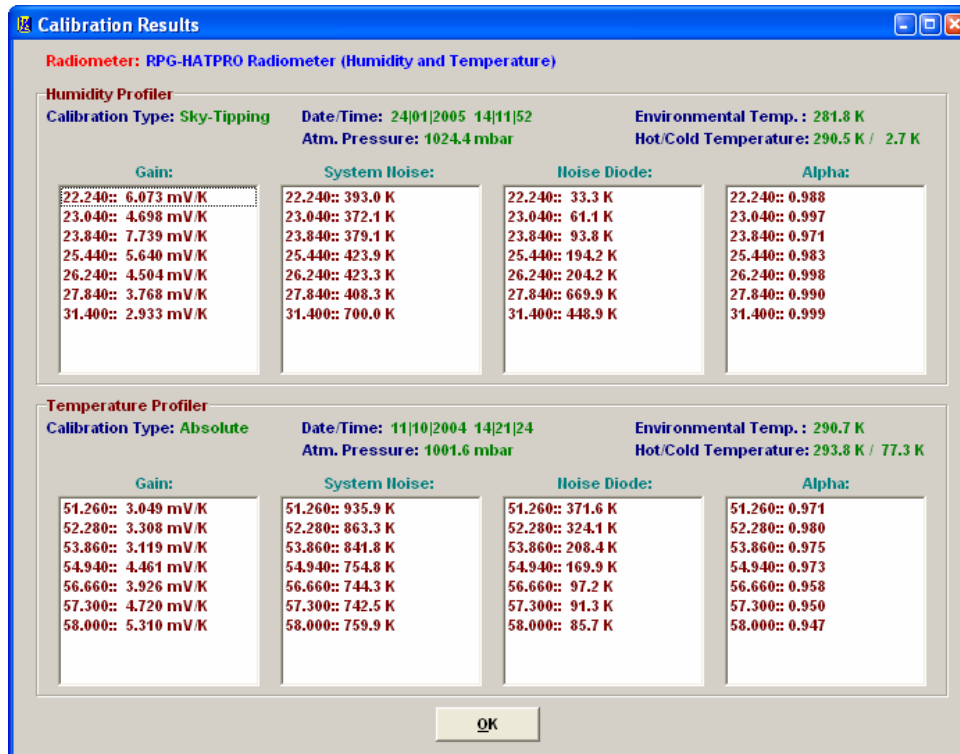 Calibration Results
Radiometer: RPG-HATPRO Radiometer (Humidity and Temperature)
Humidity Profiler
Calibration Type: Sky-Tipping Date/Time: 24|01|2005 14|11|52 Environmental Temp. : 281.8 K
Atm. Pressure: 1024.4 mbar Hot/Cold Temperature: 290.5 K / 2.7 K
Gain: System Noise: Noise Diode: Alpha:
22.240:: 6.073 mV/K 22.240:: 393.0 K 22.240:: 33.3 K 22.240:: 0.988
23.040:: 4.698 mV/K 23.040:: 372.1 K 23.040:: 61.1 K 23.040:: 0.997
23.840:: 7.739 mV/K 23.840:: 379.1 K 23.840:: 93.8 K 23.840:: 0.971
25.440:: 5.640 mV/K 25.440:: 423.9 K 25.440:: 194.2 K 25.440:: 0.983
26.240:: 4.504 mV/K 26.240:: 423.3 K 26.240:: 204.2 K 26.240:: 0.998
27.840:: 3.768 mV/K 27.840:: 408.3 K 27.840:: 669.9 K 27.840:: 0.990
31.400:: 2.933 mV/K 31.400:: 700.0 K 31.400:: 448.9 K 31.400:: 0.999
Temperature Profiler
Calibration Type: Absolute Date/Time: 11|10|2004 14|21|24 Environmental Temp. : 290.7 K
Atm. Pressure: 1001.6 mbar Hot/Cold Temperature: 293.8 K / 77.3 K
Gain: System Noise: Noise Diode: Alpha:
51.260:: 3.049 mV/K 51.260:: 935.9 K 51.260:: 371.6 K 51.260:: 0.971
52.280:: 3.308 mV/K 52.280:: 863.3 K 52.280:: 324.1 K 52.280:: 0.980
53.860:: 3.119 mV/K 53.860:: 841.8 K 53.860:: 208.4 K 53.860:: 0.975
54.940:: 4.461 mV/K 54.940:: 754.8 K 54.940:: 169.9 K 54.940:: 0.973
56.660:: 3.926 mV/K 56.660:: 744.3 K 56.660:: 97.2 K 56.660:: 0.958
57.300:: 4.720 mV/K 57.300:: 742.5 K 57.300:: 91.3 K 57.300:: 0.950
58.000:: 5.310 mV/K 58.000:: 759.9 K 58.000:: 85.7 K 58.000:: 0.947
OK